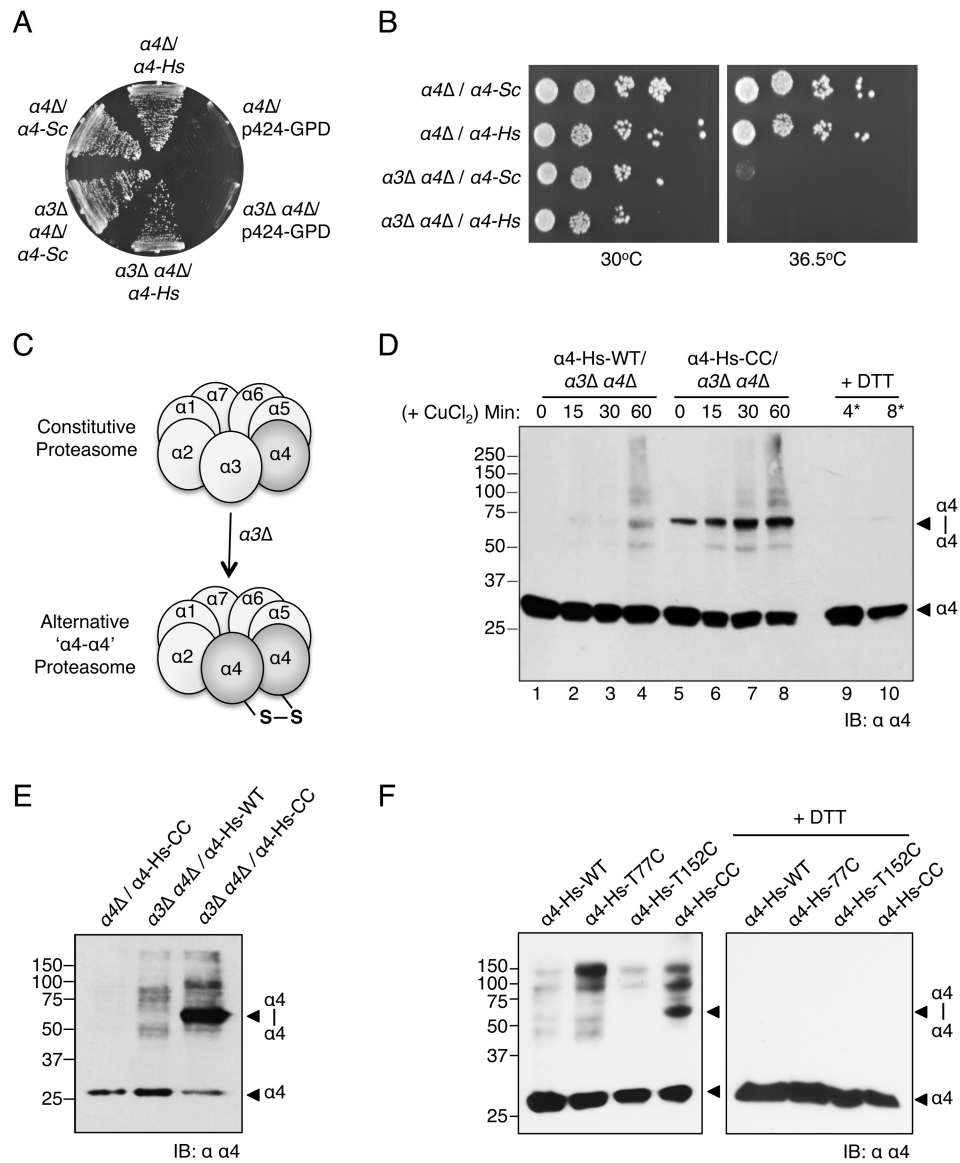 A
α4Δ/
α4-Hs
α4Δ/
α4-Sc
α4Δ/
p424-GPD
α3Δ
α4Δ/
α4-Sc
α3Δ α4Δ/
p424-GPD
α3Δ α4Δ/
α4-Hs
B
α4Δ / α4-Sc
α4Δ / α4-Hs
α3Δ α4Δ / α4-Sc
α3Δ α4Δ / α4-Hs
30ºC
36.5ºC
C
Constitutive
Proteasome
α7 α6
α1 α5
α2 α3 α4
α3Δ
Alternative
‘α4-α4’
Proteasome
α7 α6
α1 α5
α2 α4 α4
S–S
D
α4-Hs-WT/
α3Δ α4Δ
α4-Hs-CC/
α3Δ α4Δ
+ DTT
(+ CuCl₂) Min: 0 15 30 60 0 15 30 60 4* 8*
250
150
100
75
50
37
25
α4
|
α4
α4
1 2 3 4 5 6 7 8 9 10
IB: α α4
E
α4Δ / α4-Hs-CC
α3Δ α4Δ / α4-Hs-WT
α3Δ α4Δ / α4-Hs-CC
150
100
75
50
37
25
α4
|
α4
α4
IB: α α4
F
+ DTT
α4-Hs-WT
α4-Hs-T77C
α4-Hs-T152C
α4-Hs-CC
α4-Hs-WT
α4-Hs-77C
α4-Hs-T152C
α4-Hs-CC
150
100
75
50
37
25
α4
|
α4
α4
IB: α α4